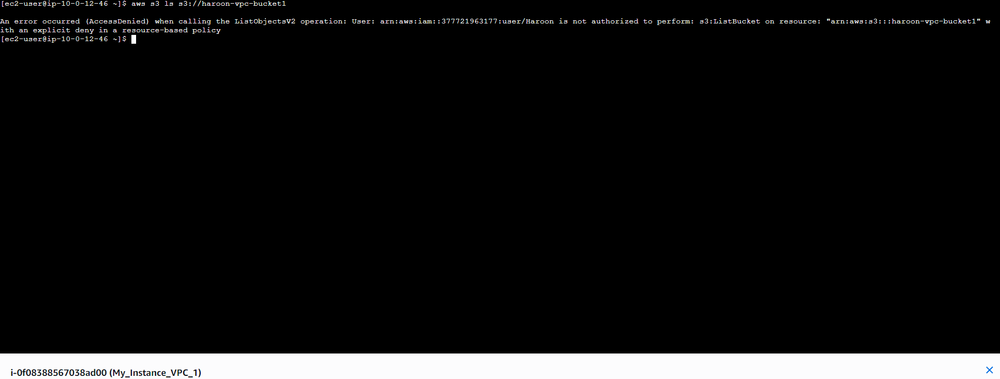 [ec2-user@ip-10-0-12-46 ~]$ aws s3 ls s3://haroon-vpc-bucket1
An error occurred (AccessDenied) when calling the ListObjectsV2 operation: User: arn:aws:iam::377721963177:user/Haroon is not authorized to perform: s3:ListBucket on resource: "arn:aws:s3:::haroon-vpc-bucket1" w
ith an explicit deny in a resource-based policy
[ec2-user@ip-10-0-12-46 ~]$
i-0f08388567038ad00 (My_Instance_VPC_1)